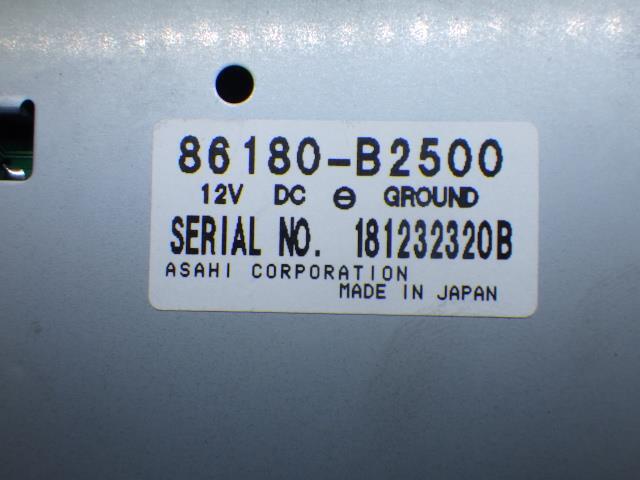 86180-B2500
12V DC ⊖ GROUND
SERIAL NO. 181232320B
ASAHI CORPORATION
MADE IN JAPAN